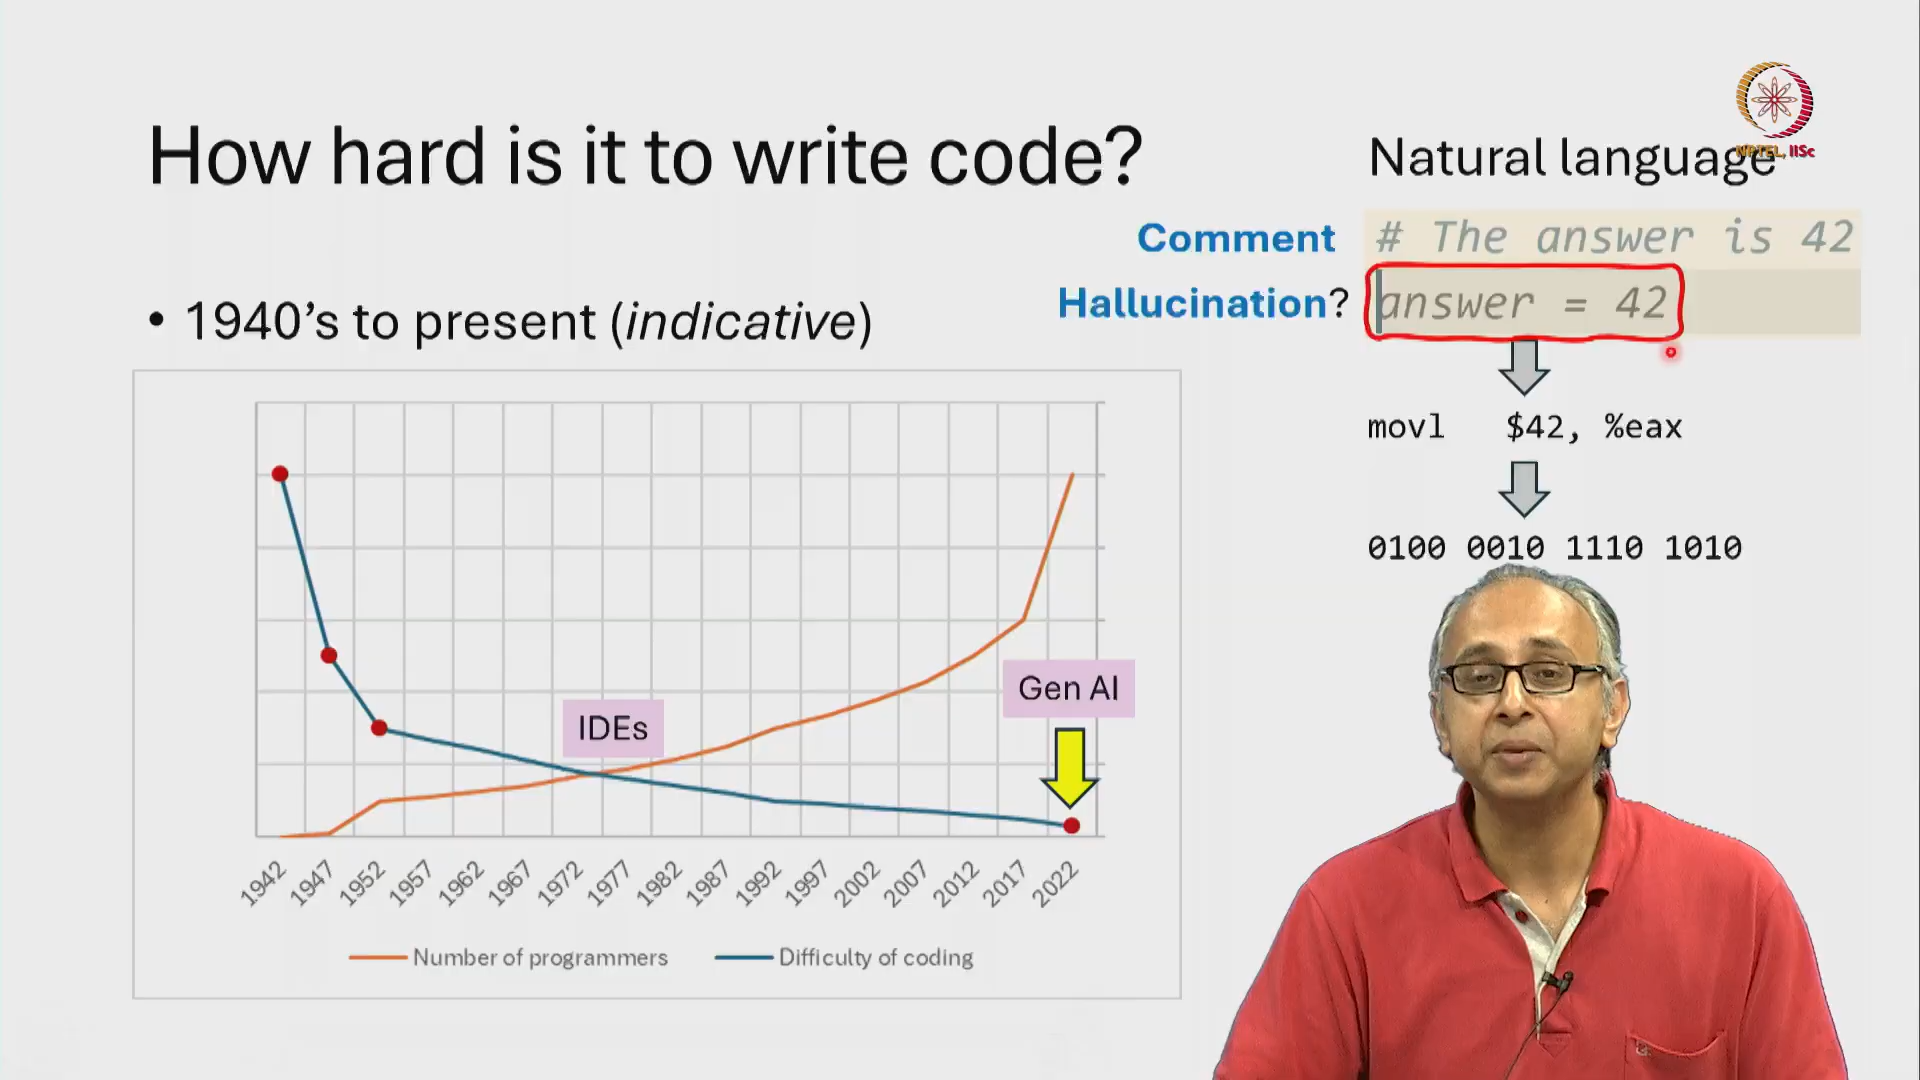 How hard is it to write code?
Natural language
NPTEL, IISc
Comment # The answer is 42
Hallucination? answer = 42
• 1940's to present (indicative)
movl $42, %eax
0100 0010 1110 1010
IDEs
Gen AI
1942 1947 1952 1957 1962 1967 1972 1977 1982 1987 1992 1997 2002 2007 2012 2017 2022
Number of programmers Difficulty of coding